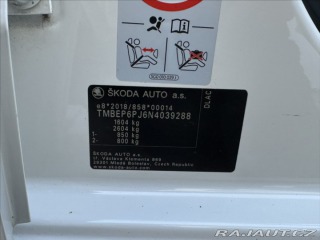 ŠKODA AUTO a.s.
e8*2018/858*00014
TMBEP6PJ6N4039288
1604 kg
2604 kg
1- 850 kg
2- 800 kg
DLAC
ŠKODA AUTO a.s.
tř. Václava Klementa 869
29301 Mladá Boleslav, Czech Republic
www.skoda-auto.com
RAJAUT.CZ